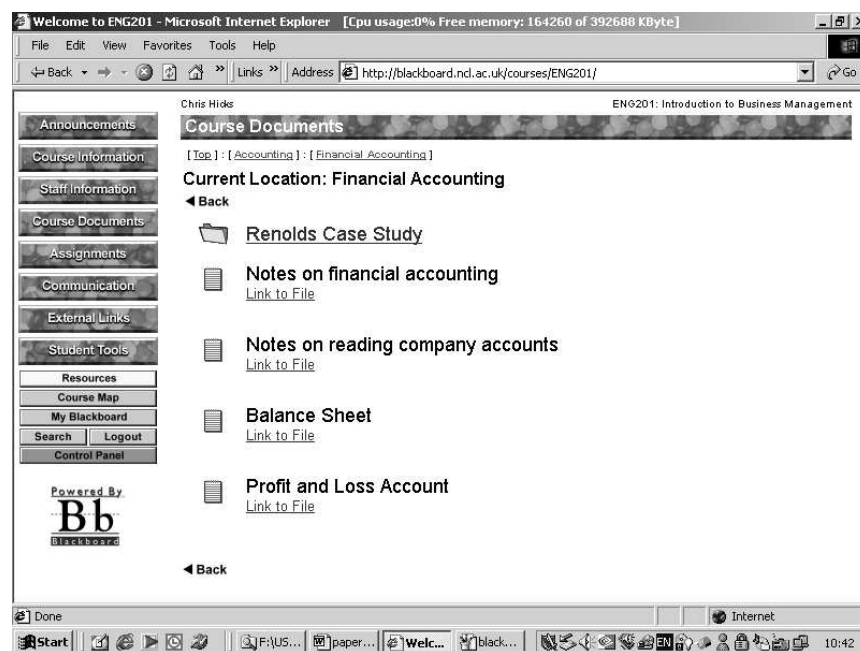 Welcome to ENG201 - Microsoft Internet Explorer [Cpu usage:0% Free memory: 164260 of 392688 KByte]
File Edit View Favorites Tools Help
Back Links » Address http://blackboard.ncl.ac.uk/courses/ENG201/ Go
Chris Hicks ENG201: Introduction to Business Management
Announcements
Course Information
Staff Information
Course Documents
Assignments
Communication
External Links
Student Tools
Resources
Course Map
My Blackboard
Search Logout
Control Panel
Powered By
Bb
Blackboard
Course Documents
[ Top ] : [ Accounting ] : [ Financial Accounting ]
Current Location: Financial Accounting
Back
Renolds Case Study
Notes on financial accounting
Link to File
Notes on reading company accounts
Link to File
Balance Sheet
Link to File
Profit and Loss Account
Link to File
Back
Done Internet
Start F:\US... paper... Welc... black... EN 10:42